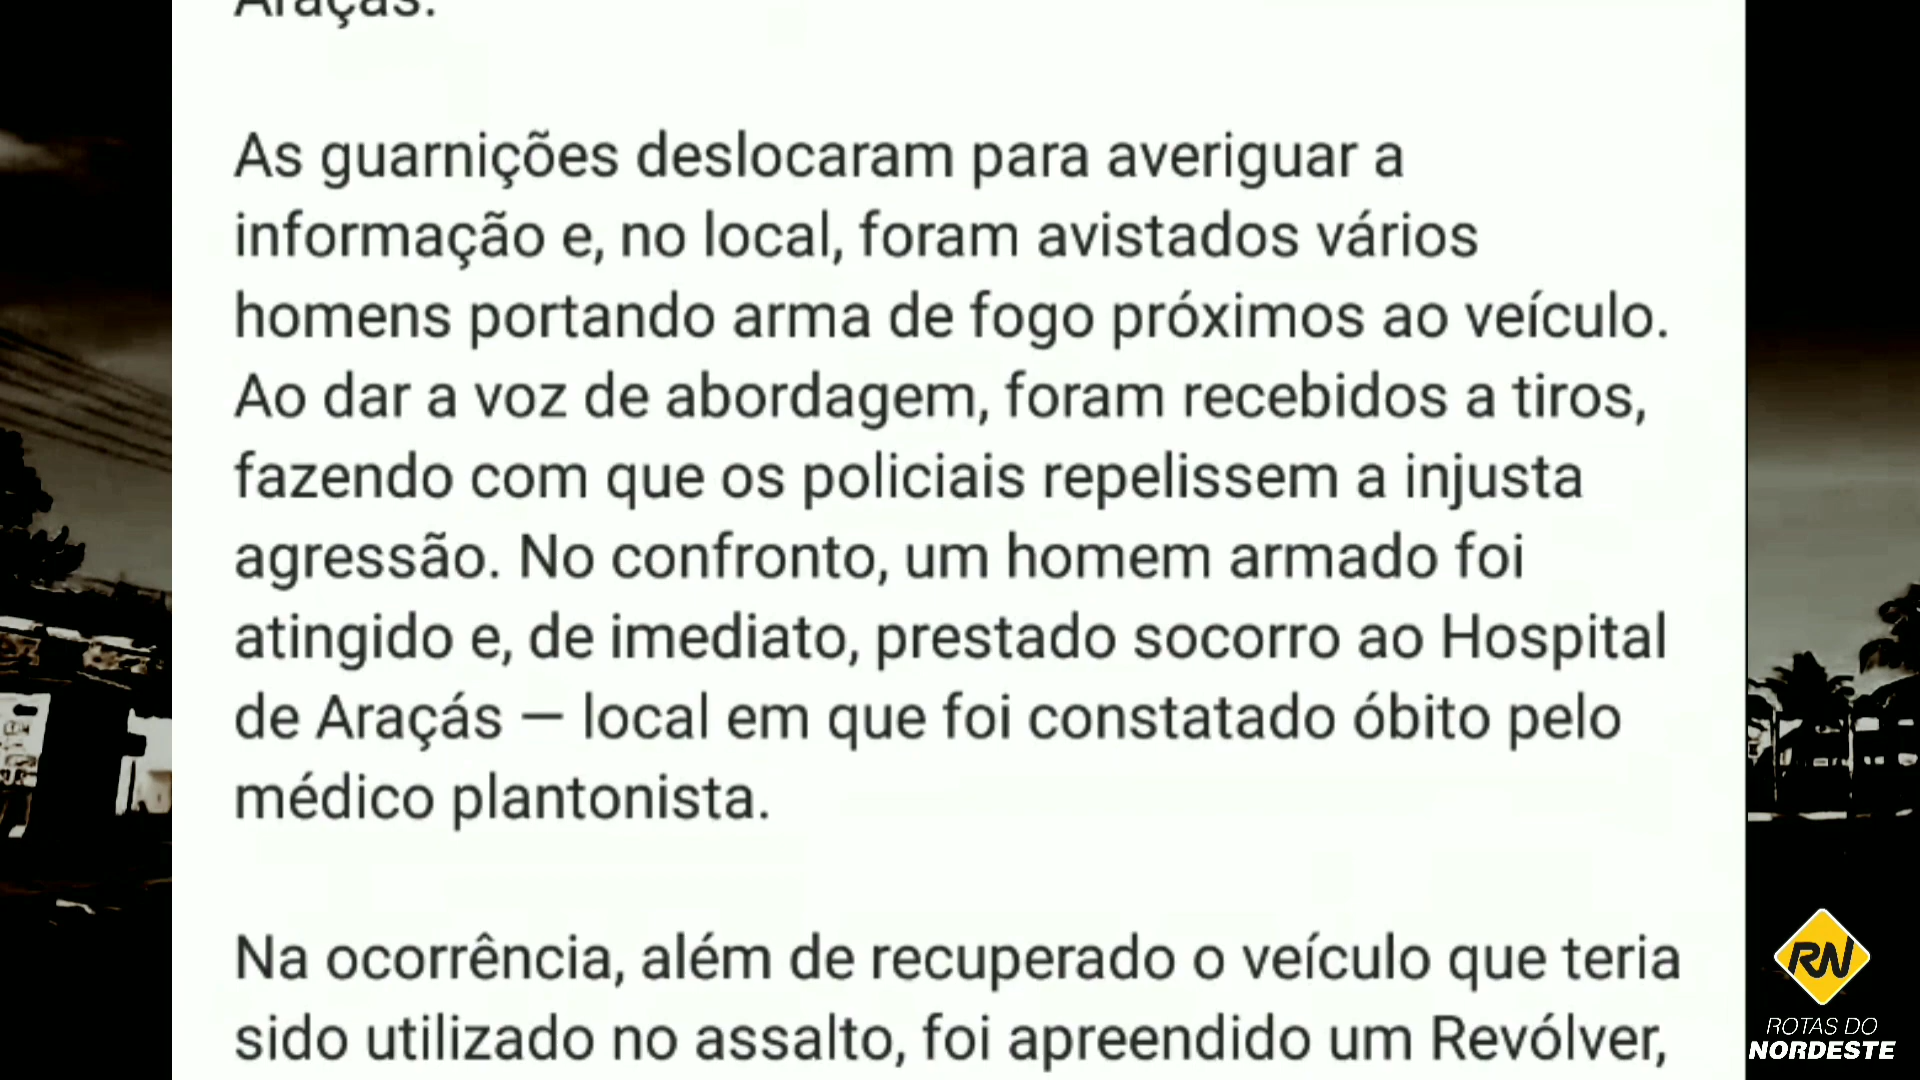 Araçás.
As guarnições deslocaram para averiguar a
informação e, no local, foram avistados vários
homens portando arma de fogo próximos ao veículo.
Ao dar a voz de abordagem, foram recebidos a tiros,
fazendo com que os policiais repelissem a injusta
agressão. No confronto, um homem armado foi
atingido e, de imediato, prestado socorro ao Hospital
de Araçás — local em que foi constatado óbito pelo
médico plantonista.
Na ocorrência, além de recuperado o veículo que teria
sido utilizado no assalto, foi apreendido um Revólver,
RN
ROTAS DO
NORDESTE